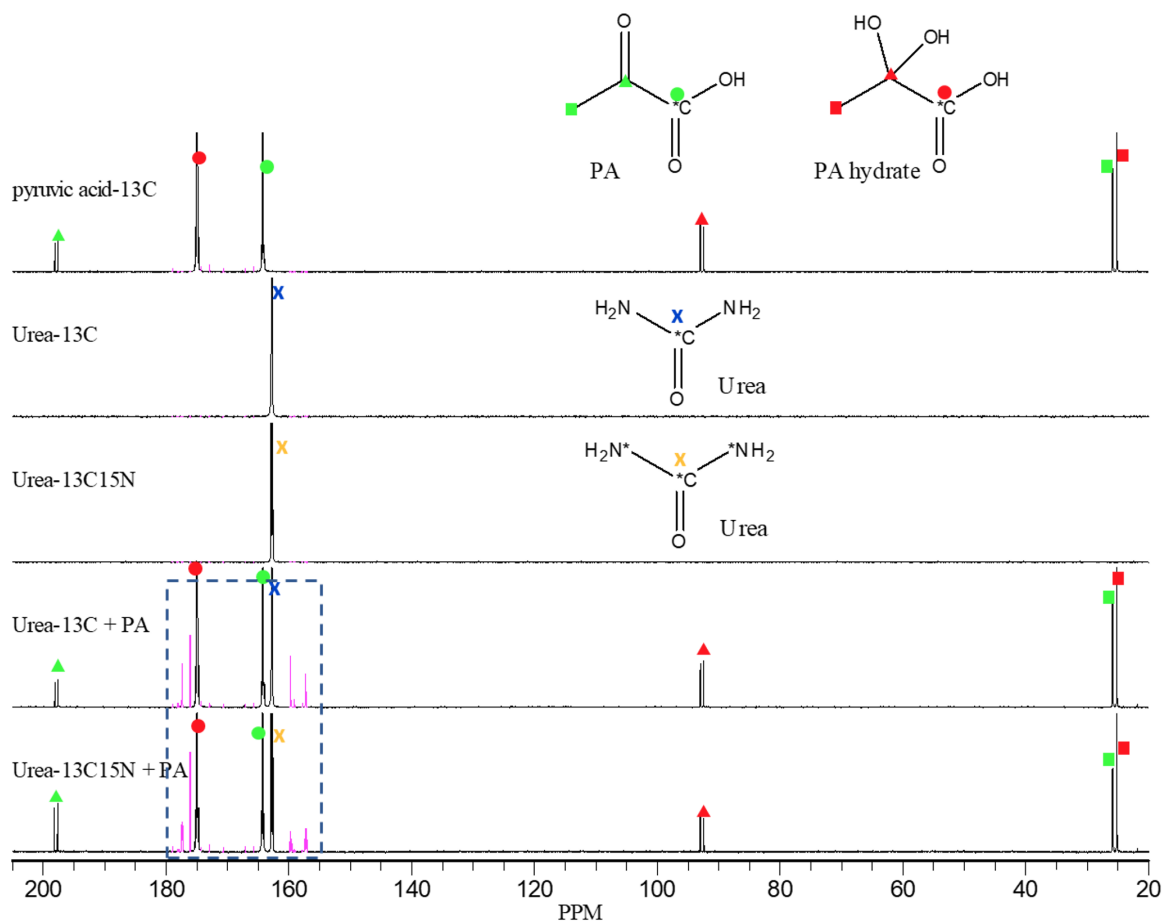 O
HO
OH
OH
OH
*C
*C
O
O
PA
PA hydrate
pyruvic acid-13C
Urea-13C
X
H2N
X
NH2
*C
O
Urea
Urea-13C15N
X
H2N*
X
*NH2
*C
O
Urea
Urea-13C + PA
X
Urea-13C15N + PA
X
200 180 160 140 120 100 80 60 40 20
PPM